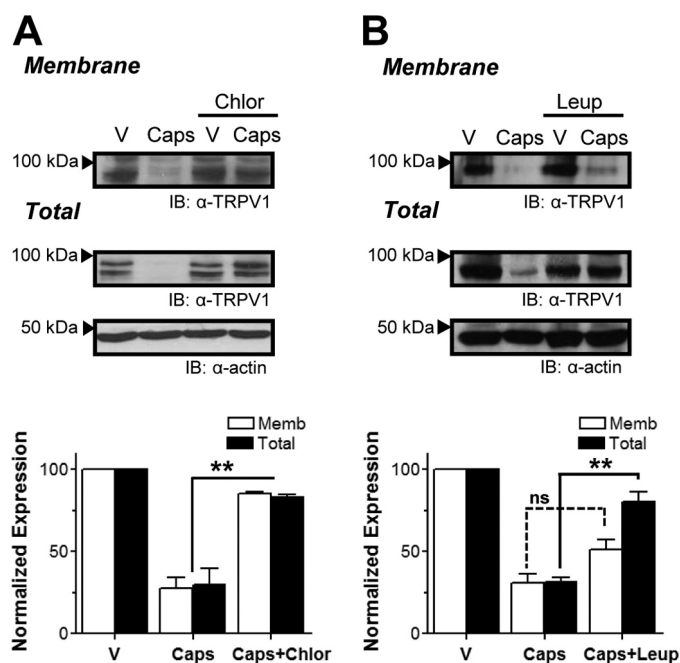 A
Membrane
Chlor
V Caps V Caps
100 kDa
IB: α-TRPV1
Total
100 kDa
IB: α-TRPV1
50 kDa
IB: α-actin
Memb
Total
**
Normalized Expression
100
50
0
V Caps Caps+Chlor
B
Membrane
Leup
V Caps V Caps
100 kDa
IB: α-TRPV1
Total
100 kDa
IB: α-TRPV1
50 kDa
IB: α-actin
Memb
Total
**
ns
Normalized Expression
100
50
0
V Caps Caps+Leup